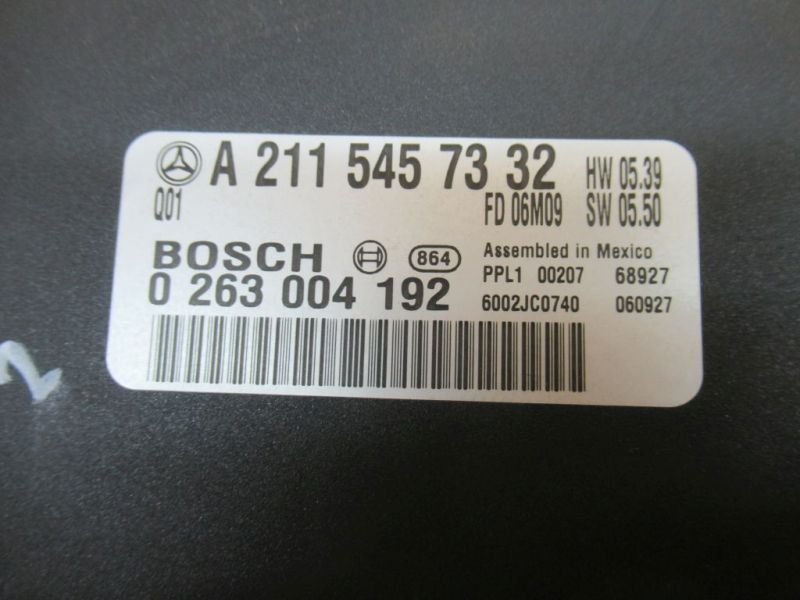 A 211 545 73 32 HW 05.39
Q01 FD 06M09 SW 05.50
BOSCH 864 Assembled in Mexico
0 263 004 192 PPL1 00207 68927
6002JC0740 060927
2